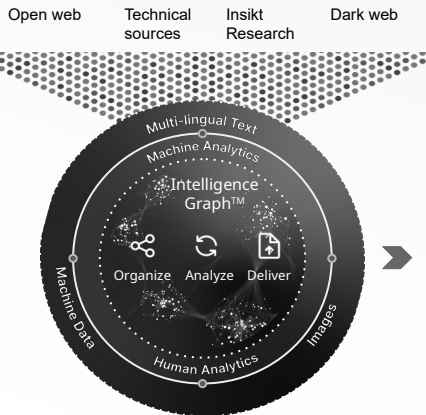 Open web
Technical
sources
Insikt
Research
Dark web
Multi-lingual Text
Machine Analytics
Intelligence
Graph™
Organize
Analyze
Deliver
Machine Data
Images
Human Analytics